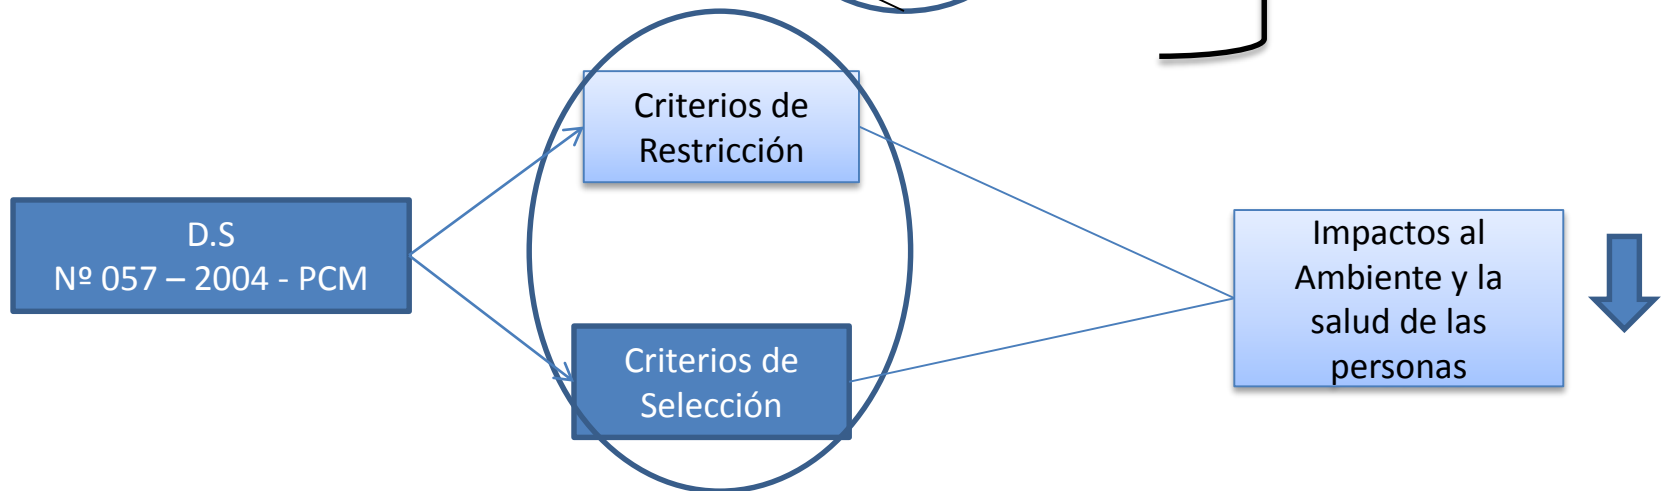 Criterios de
Restricción
D.S
Nº 057 – 2004 - PCM
Criterios de
Selección
Impactos al
Ambiente y la
salud de las
personas